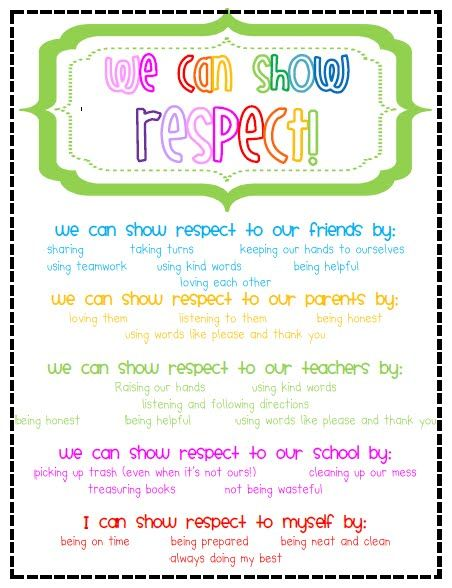 we can show
respect!
we can show respect to our friends by:
sharing taking turns keeping our hands to ourselves
using teamwork using kind words being helpful
loving each other
we can show respect to our parents by:
loving them listening to them being honest
using words like please and thank you
we can show respect to our teachers by:
Raising our hands using kind words
listening and following directions
being honest being helpful using words like please and thank you
we can show respect to our school by:
picking up trash (even when it's not ours!) cleaning up our mess
treasuring books not being wasteful
I can show respect to myself by:
being on time being prepared being neat and clean
always doing my best